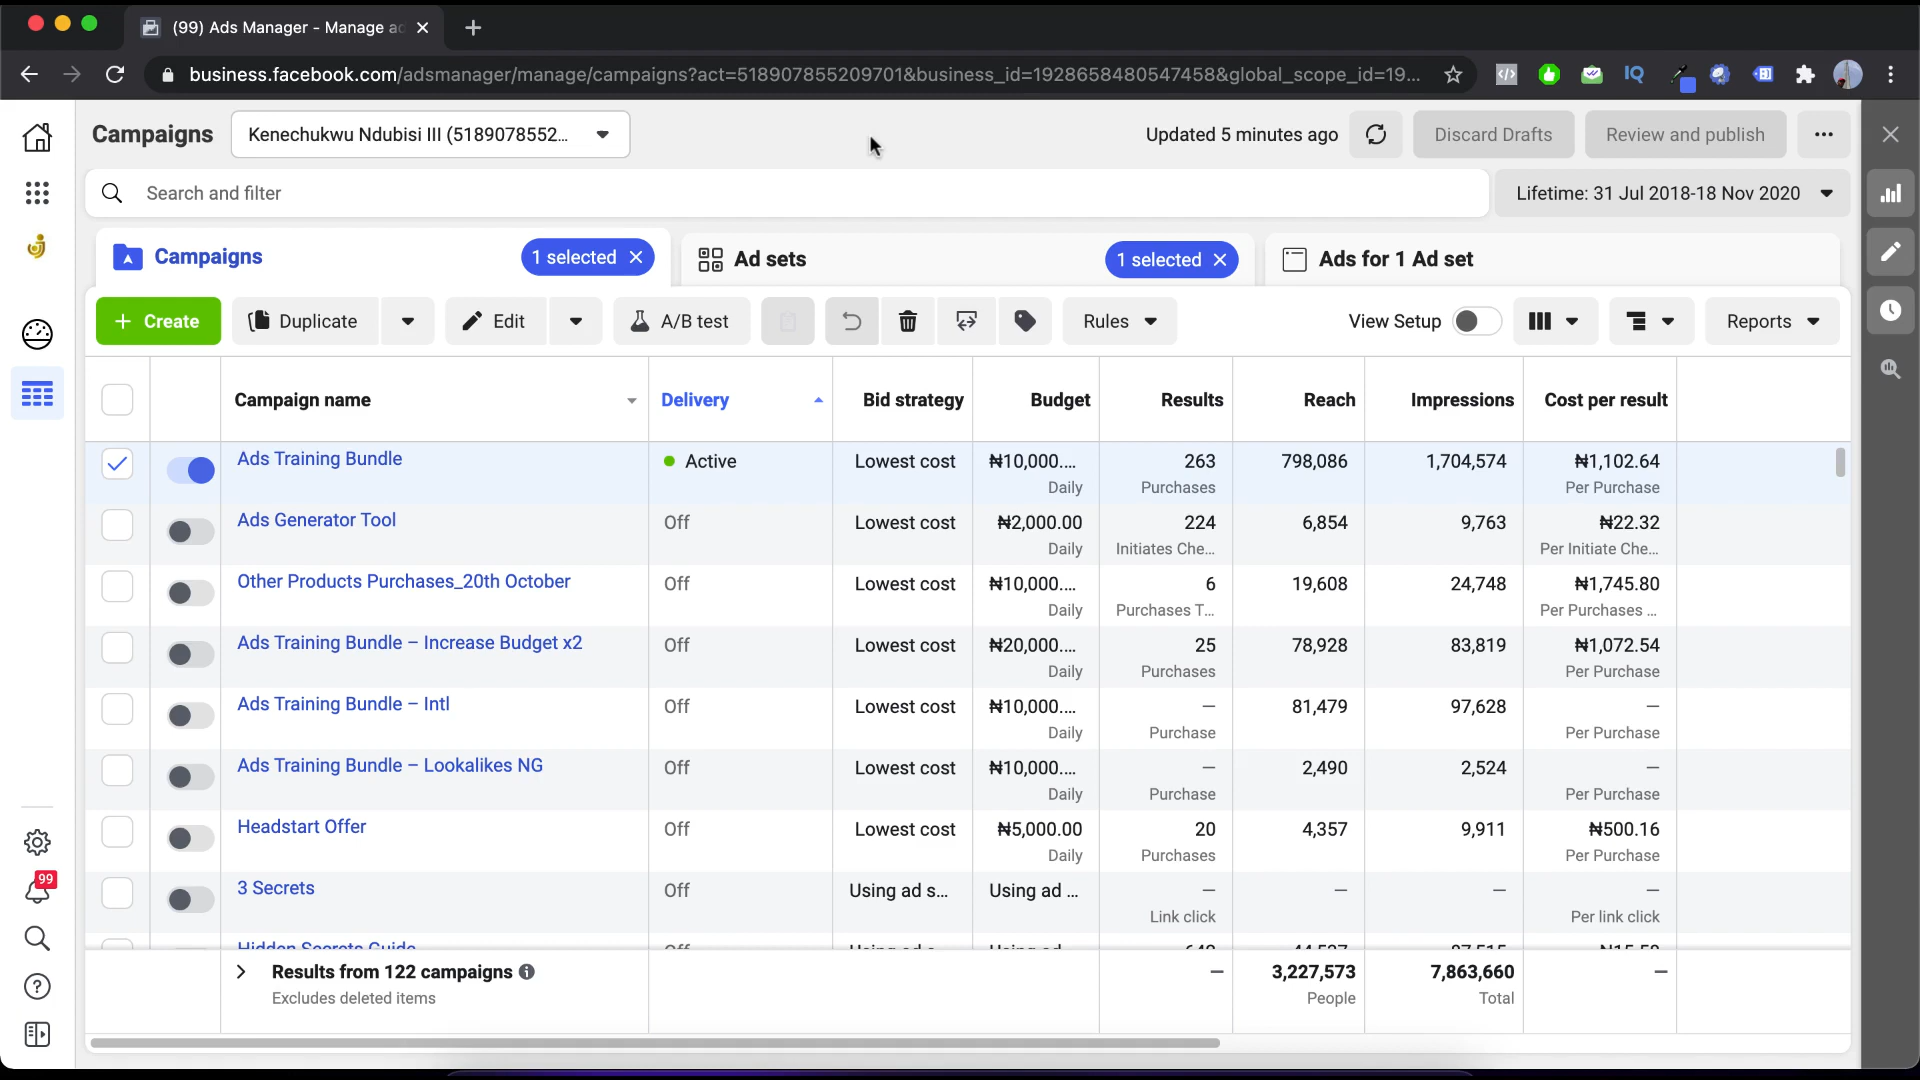 (99) Ads Manager - Manage ad
business.facebook.com/adsmanager/manage/campaigns?act=518907855209701&business_id=1928658480547458&global_scope_id=19...
IQ
Campaigns
Kenechukwu Ndubisi III (5189078552...
Updated 5 minutes ago
Discard Drafts
Review and publish
Search and filter
Lifetime: 31 Jul 2018-18 Nov 2020
Campaigns
1 selected
Ad sets
1 selected
Ads for 1 Ad set
Create
Duplicate
Edit
A/B test
Rules
View Setup
Reports
Campaign name Delivery Bid strategy Budget Results Reach Impressions Cost per result
Ads Training Bundle Active Lowest cost ₦10,000.... 263 798,086 1,704,574 ₦1,102.64
Daily Purchases Per Purchase
Ads Generator Tool Off Lowest cost ₦2,000.00 224 6,854 9,763 ₦22.32
Daily Initiates Che... Per Initiate Che...
Other Products Purchases_20th October Off Lowest cost ₦10,000.... 6 19,608 24,748 ₦1,745.80
Daily Purchases T... Per Purchases ...
Ads Training Bundle – Increase Budget x2 Off Lowest cost ₦20,000.... 25 78,928 83,819 ₦1,072.54
Daily Purchases Per Purchase
Ads Training Bundle – Intl Off Lowest cost ₦10,000.... — 81,479 97,628 —
Daily Purchase Per Purchase
Ads Training Bundle – Lookalikes NG Off Lowest cost ₦10,000.... — 2,490 2,524 —
Daily Purchase Per Purchase
Headstart Offer Off Lowest cost ₦5,000.00 20 4,357 9,911 ₦500.16
Daily Purchases Per Purchase
3 Secrets Off Using ad s... Using ad ... — — — —
Link click Per link click
Hidden Secrets Guide Off
Results from 122 campaigns — 3,227,573 7,863,660 —
Excludes deleted items People Total
99